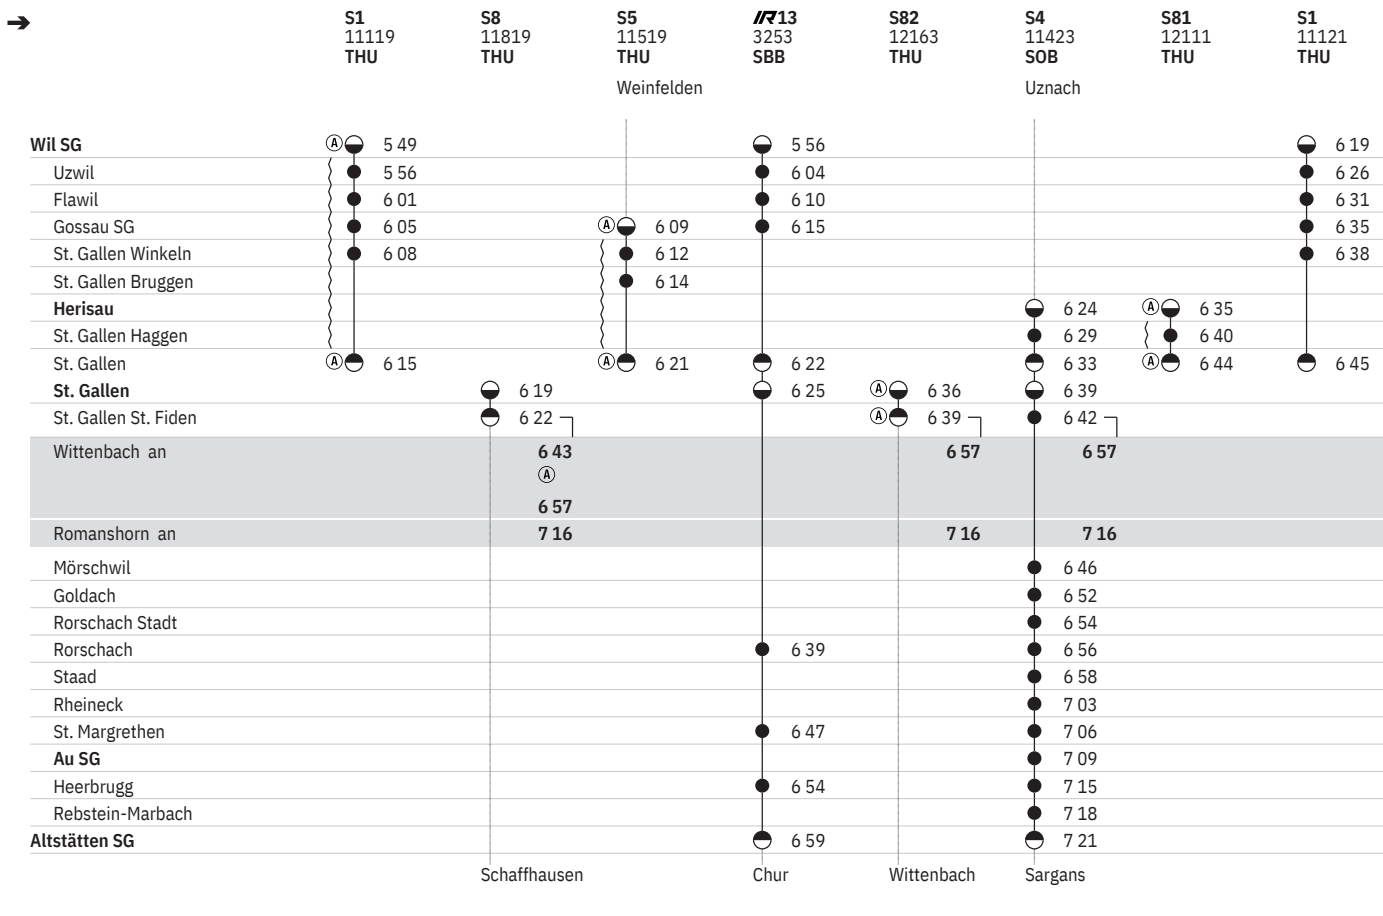 ➔ S1 S8 S5 IR13 S82 S4 S81 S1
11119 11819 11519 3253 12163 11423 12111 11121
THU THU THU SBB THU SOB THU THU
Weinfelden Uznach
Wil SG A 5 49 5 56 6 19
Uzwil 5 56 6 04 6 26
Flawil 6 01 6 10 6 31
Gossau SG 6 05 A 6 09 6 15 6 35
St. Gallen Winkeln 6 08 6 12 6 38
St. Gallen Bruggen 6 14
Herisau 6 24 A 6 35
St. Gallen Haggen 6 29 6 40
St. Gallen A 6 15 A 6 21 6 22 6 33 A 6 44 6 45
St. Gallen 6 19 6 25 A 6 36 6 39
St. Gallen St. Fiden 6 22 A 6 39 6 42
Wittenbach an 6 43 6 57 6 57
A
6 57
Romanshorn an 7 16 7 16 7 16
Mörschwil 6 46
Goldach 6 52
Rorschach Stadt 6 54
Rorschach 6 39 6 56
Staad 6 58
Rheineck 7 03
St. Margrethen 6 47 7 06
Au SG 7 09
Heerbrugg 6 54 7 15
Rebstein-Marbach 7 18
Altstätten SG 6 59 7 21
Schaffhausen Chur Wittenbach Sargans